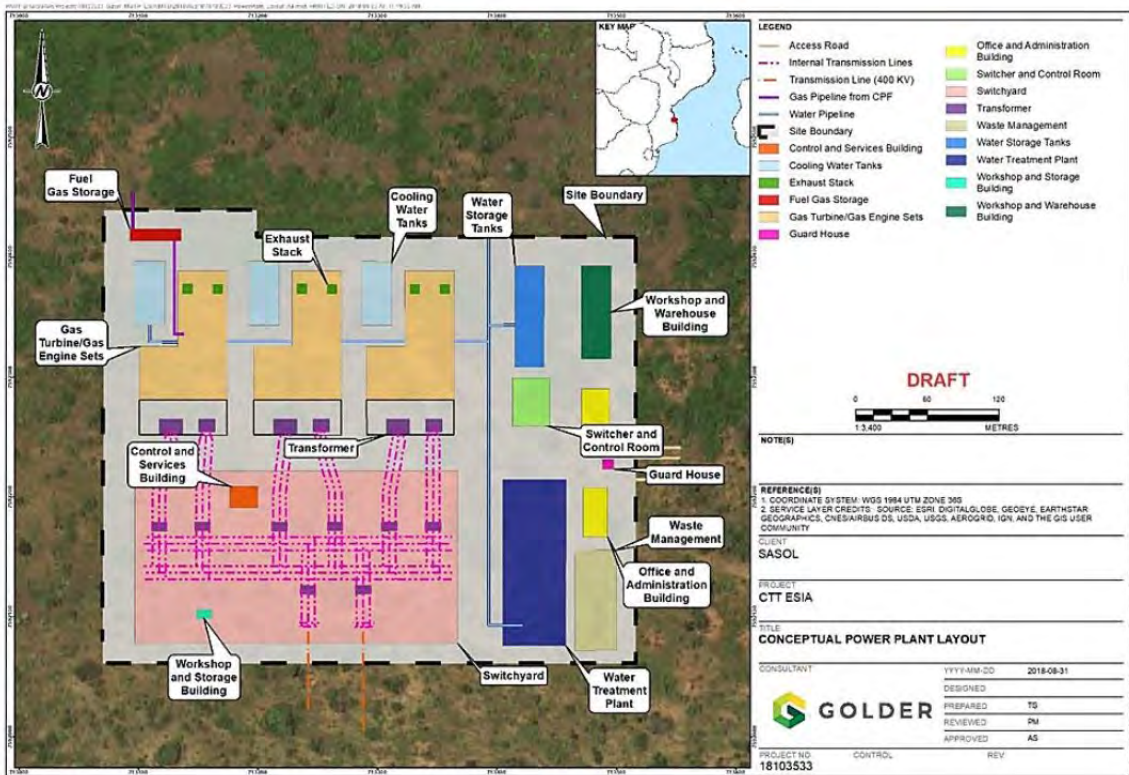 KEY MAP
N
Fuel
Gas Storage
Exhaust
Stack
Cooling
Water
Tanks
Water
Storage
Tanks
Site Boundary
Gas
Turbine/Gas
Engine Sets
Workshop and
Warehouse
Building
Control and
Services
Building
Transformer
Switcher and
Control Room
Guard House
Waste
Management
Office and
Administration
Building
Workshop
and Storage
Building
Switchyard
Water
Treatment
Plant
LEGEND
Access Road
Internal Transmission Lines
Transmission Line (400 KV)
Gas Pipeline from CPF
Water Pipeline
Site Boundary
Control and Services Building
Cooling Water Tanks
Exhaust Stack
Fuel Gas Storage
Gas Turbine/Gas Engine Sets
Guard House
Office and Administration
Building
Switcher and Control Room
Switchyard
Transformer
Waste Management
Water Storage Tanks
Water Treatment Plant
Workshop and Storage
Building
Workshop and Warehouse
Building
DRAFT
0 60 120
1:3,400 METRES
NOTE(S)
REFERENCE(S)
1. COORDINATE SYSTEM: WGS 1984 UTM ZONE 36S
2. SERVICE LAYER CREDITS: SOURCE: ESRI, DIGITALGLOBE, GEOEYE, EARTHSTAR
GEOGRAPHICS, CNES/AIRBUS DS, USDA, USGS, AEROGRID, IGN, AND THE GIS USER
COMMUNITY
CLIENT
SASOL
PROJECT
CTT ESIA
TITLE
CONCEPTUAL POWER PLANT LAYOUT
CONSULTANT
GOLDER
YYYY-MM-DD 2018-08-31
DESIGNED
PREPARED TS
REVIEWED PM
APPROVED AS
PROJECT NO. CONTROL REV
18103533